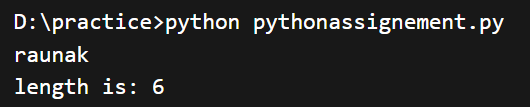 D:\practice>python pythonassignement.py
raunak
length is: 6